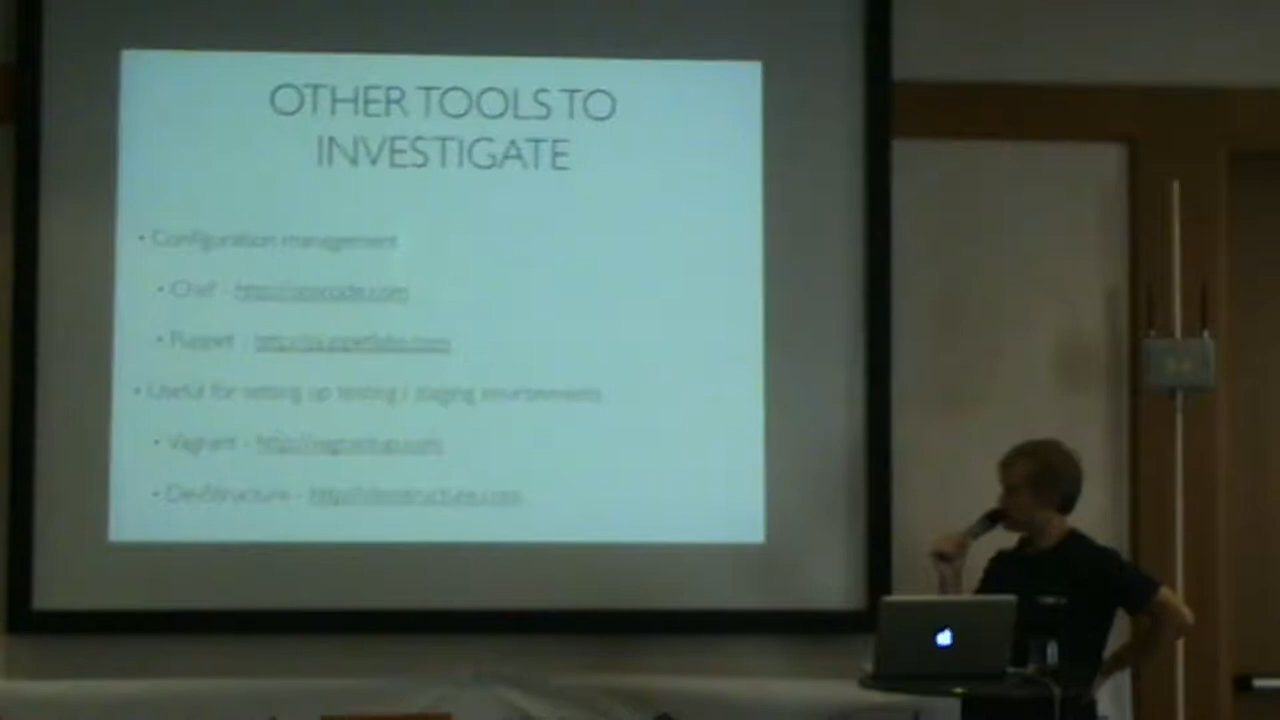 OTHER TOOLS TO
INVESTIGATE
• Configuration management
• Chef - http://opscode.com
• Puppet - http://puppetlabs.com
• Useful for setting up testing / staging environments
• Vagrant - http://vagrantup.com
• DevStructure - http://devstructure.com